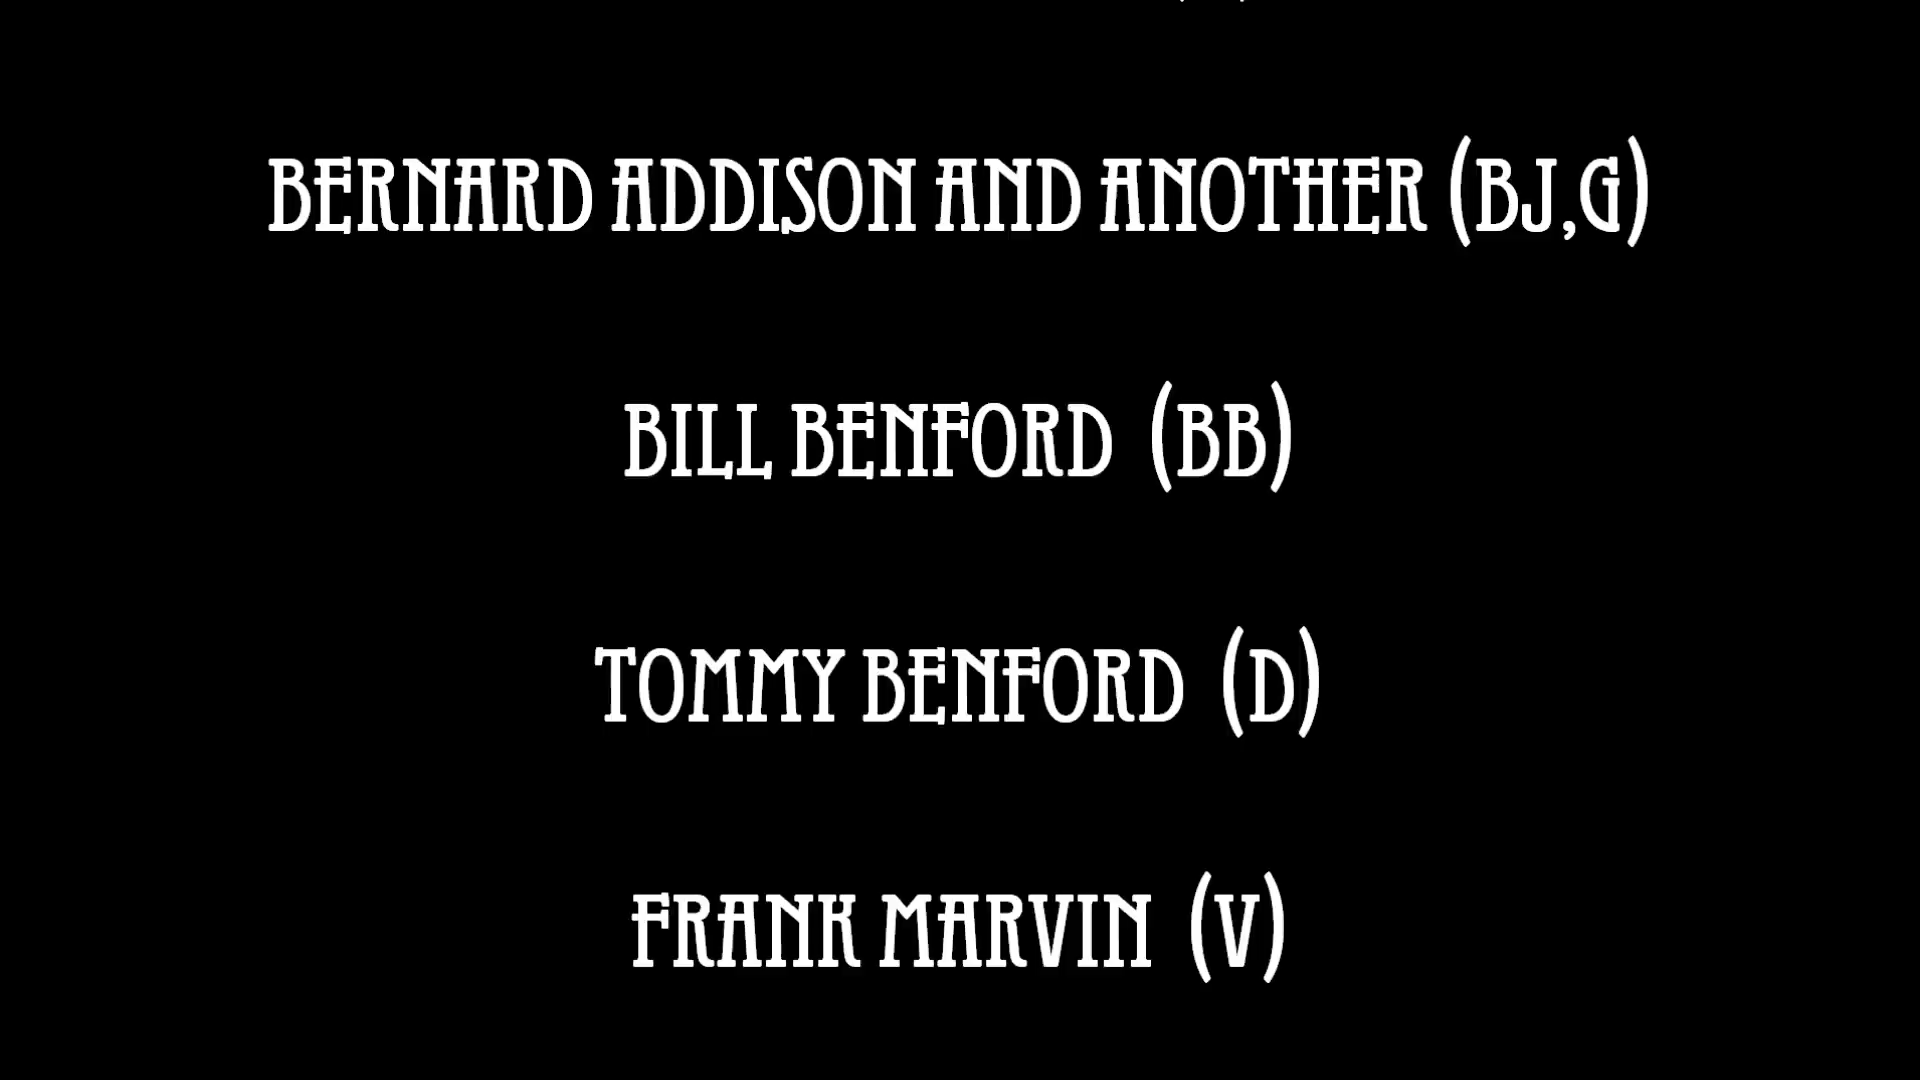 BERNARD ADDISON AND ANOTHER (BJ,G)
BILL BENFORD (BB)
TOMMY BENFORD (D)
FRANK MARVIN (V)